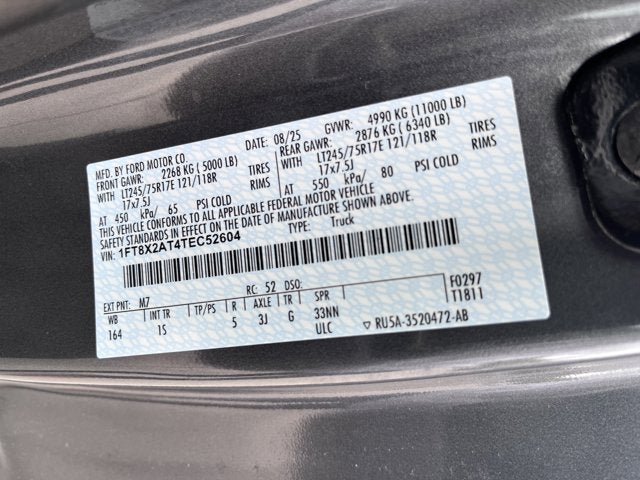 MFD. BY FORD MOTOR CO.
DATE: 08/25 GVWR: 4990 KG (11000 LB)
FRONT GAWR: 2268 KG ( 5000 LB) REAR GAWR: 2876 KG ( 6340 LB)
WITH LT245/75R17E 121/118R TIRES WITH LT245/75R17E 121/118R TIRES
17x7.5J RIMS 17x7.5J RIMS
AT 450 kPa/ 65 PSI COLD AT 550 kPa/ 80 PSI COLD
THIS VEHICLE CONFORMS TO ALL APPLICABLE FEDERAL MOTOR VEHICLE
SAFETY STANDARDS IN EFFECT ON THE DATE OF MANUFACTURE SHOWN ABOVE.
VIN: 1FT8X2AT4TEC52604 TYPE: Truck
EXT PNT: M7 RC: 52 DSO: F0297
WB INT TR TP/PS R AXLE TR SPR T1811
164 1S 5 3J G 33NN
ULC ▽ RU5A-3520472-AB